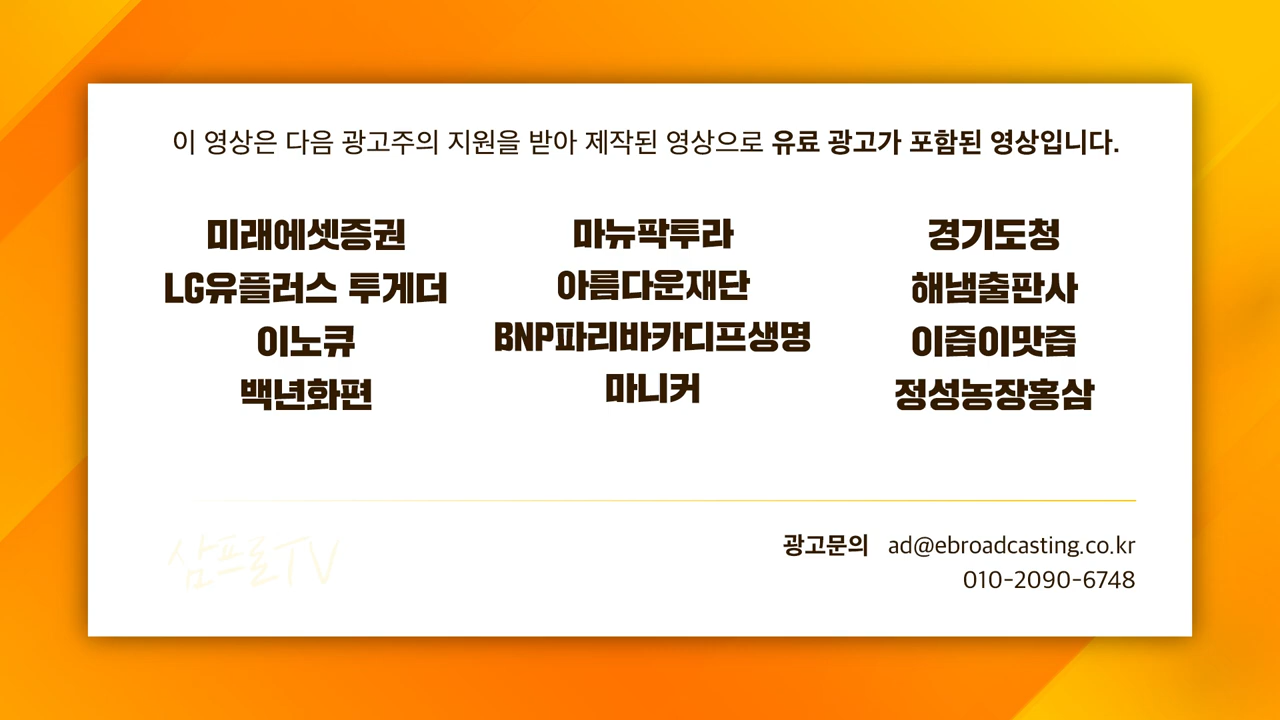 이 영상은 다음 광고주의 지원을 받아 제작된 영상으로 유료 광고가 포함된 영상입니다.
미래에셋증권
LG유플러스 투게더
이노큐
백년화편
마뉴팍투라
아름다운재단
BNP파리바카디프생명
마니커
경기도청
해냄출판사
이즙이맛즙
정성농장홍삼
삼프로TV
광고문의 ad@ebroadcasting.co.kr
010-2090-6748